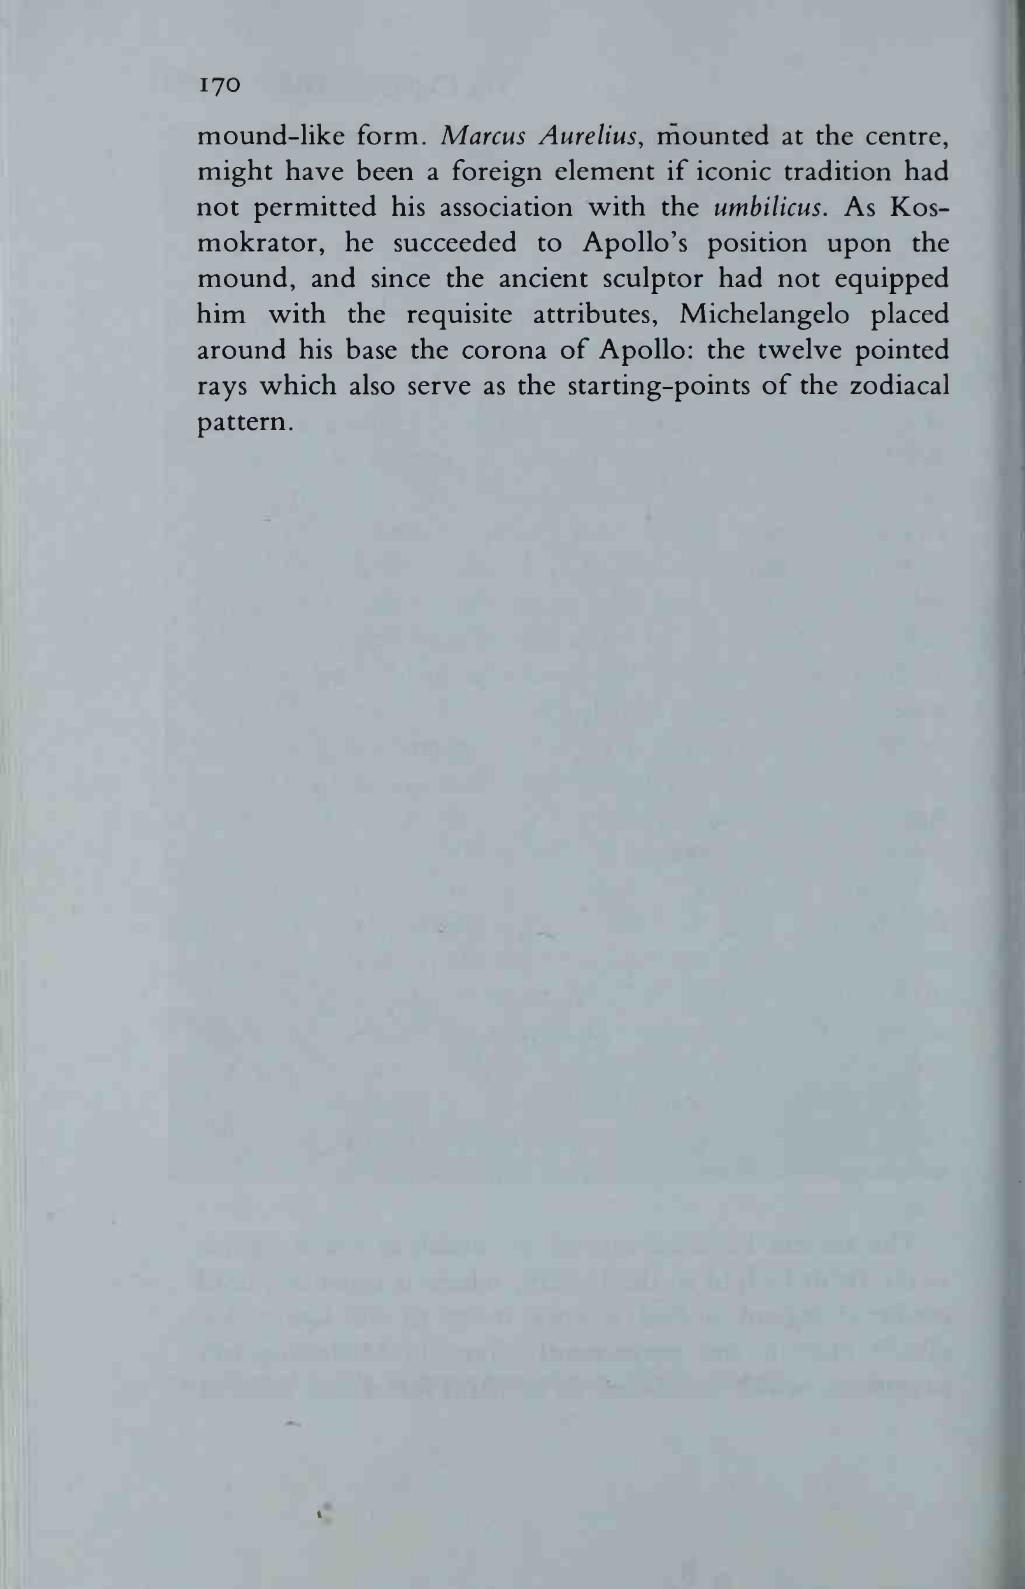 170
mound-like form. Marcus Aurelius, mounted at the centre,
might have been a foreign element if iconic tradition had
not permitted his association with the umbilicus. As Kos-
mokrator, he succeeded to Apollo's position upon the
mound, and since the ancient sculptor had not equipped
him with the requisite attributes, Michelangelo placed
around his base the corona of Apollo: the twelve pointed
rays which also serve as the starting-points of the zodiacal
pattern.